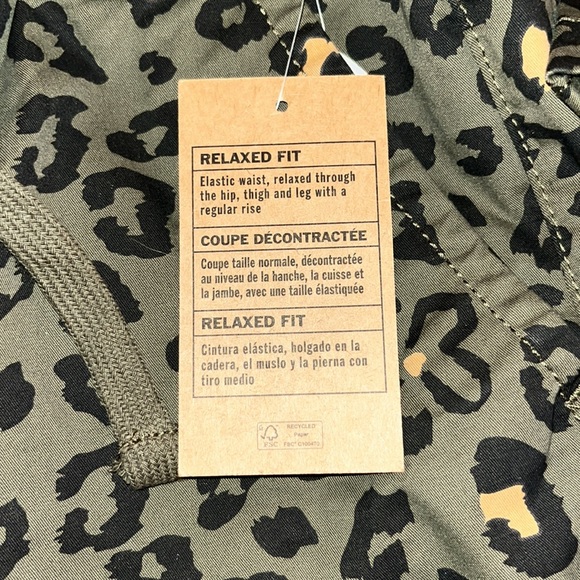 RELAXED FIT
Elastic waist, relaxed through
the hip, thigh and leg with a
regular rise
COUPE DÉCONTRACTÉE
Coupe taille normale, décontractée
au niveau de la hanche, la cuisse et
la jambe, avec une taille élastiquée
RELAXED FIT
Cintura elástica, holgado en la
cadera, el muslo y la pierna con
tiro medio
FSC
RECYCLED
Paper